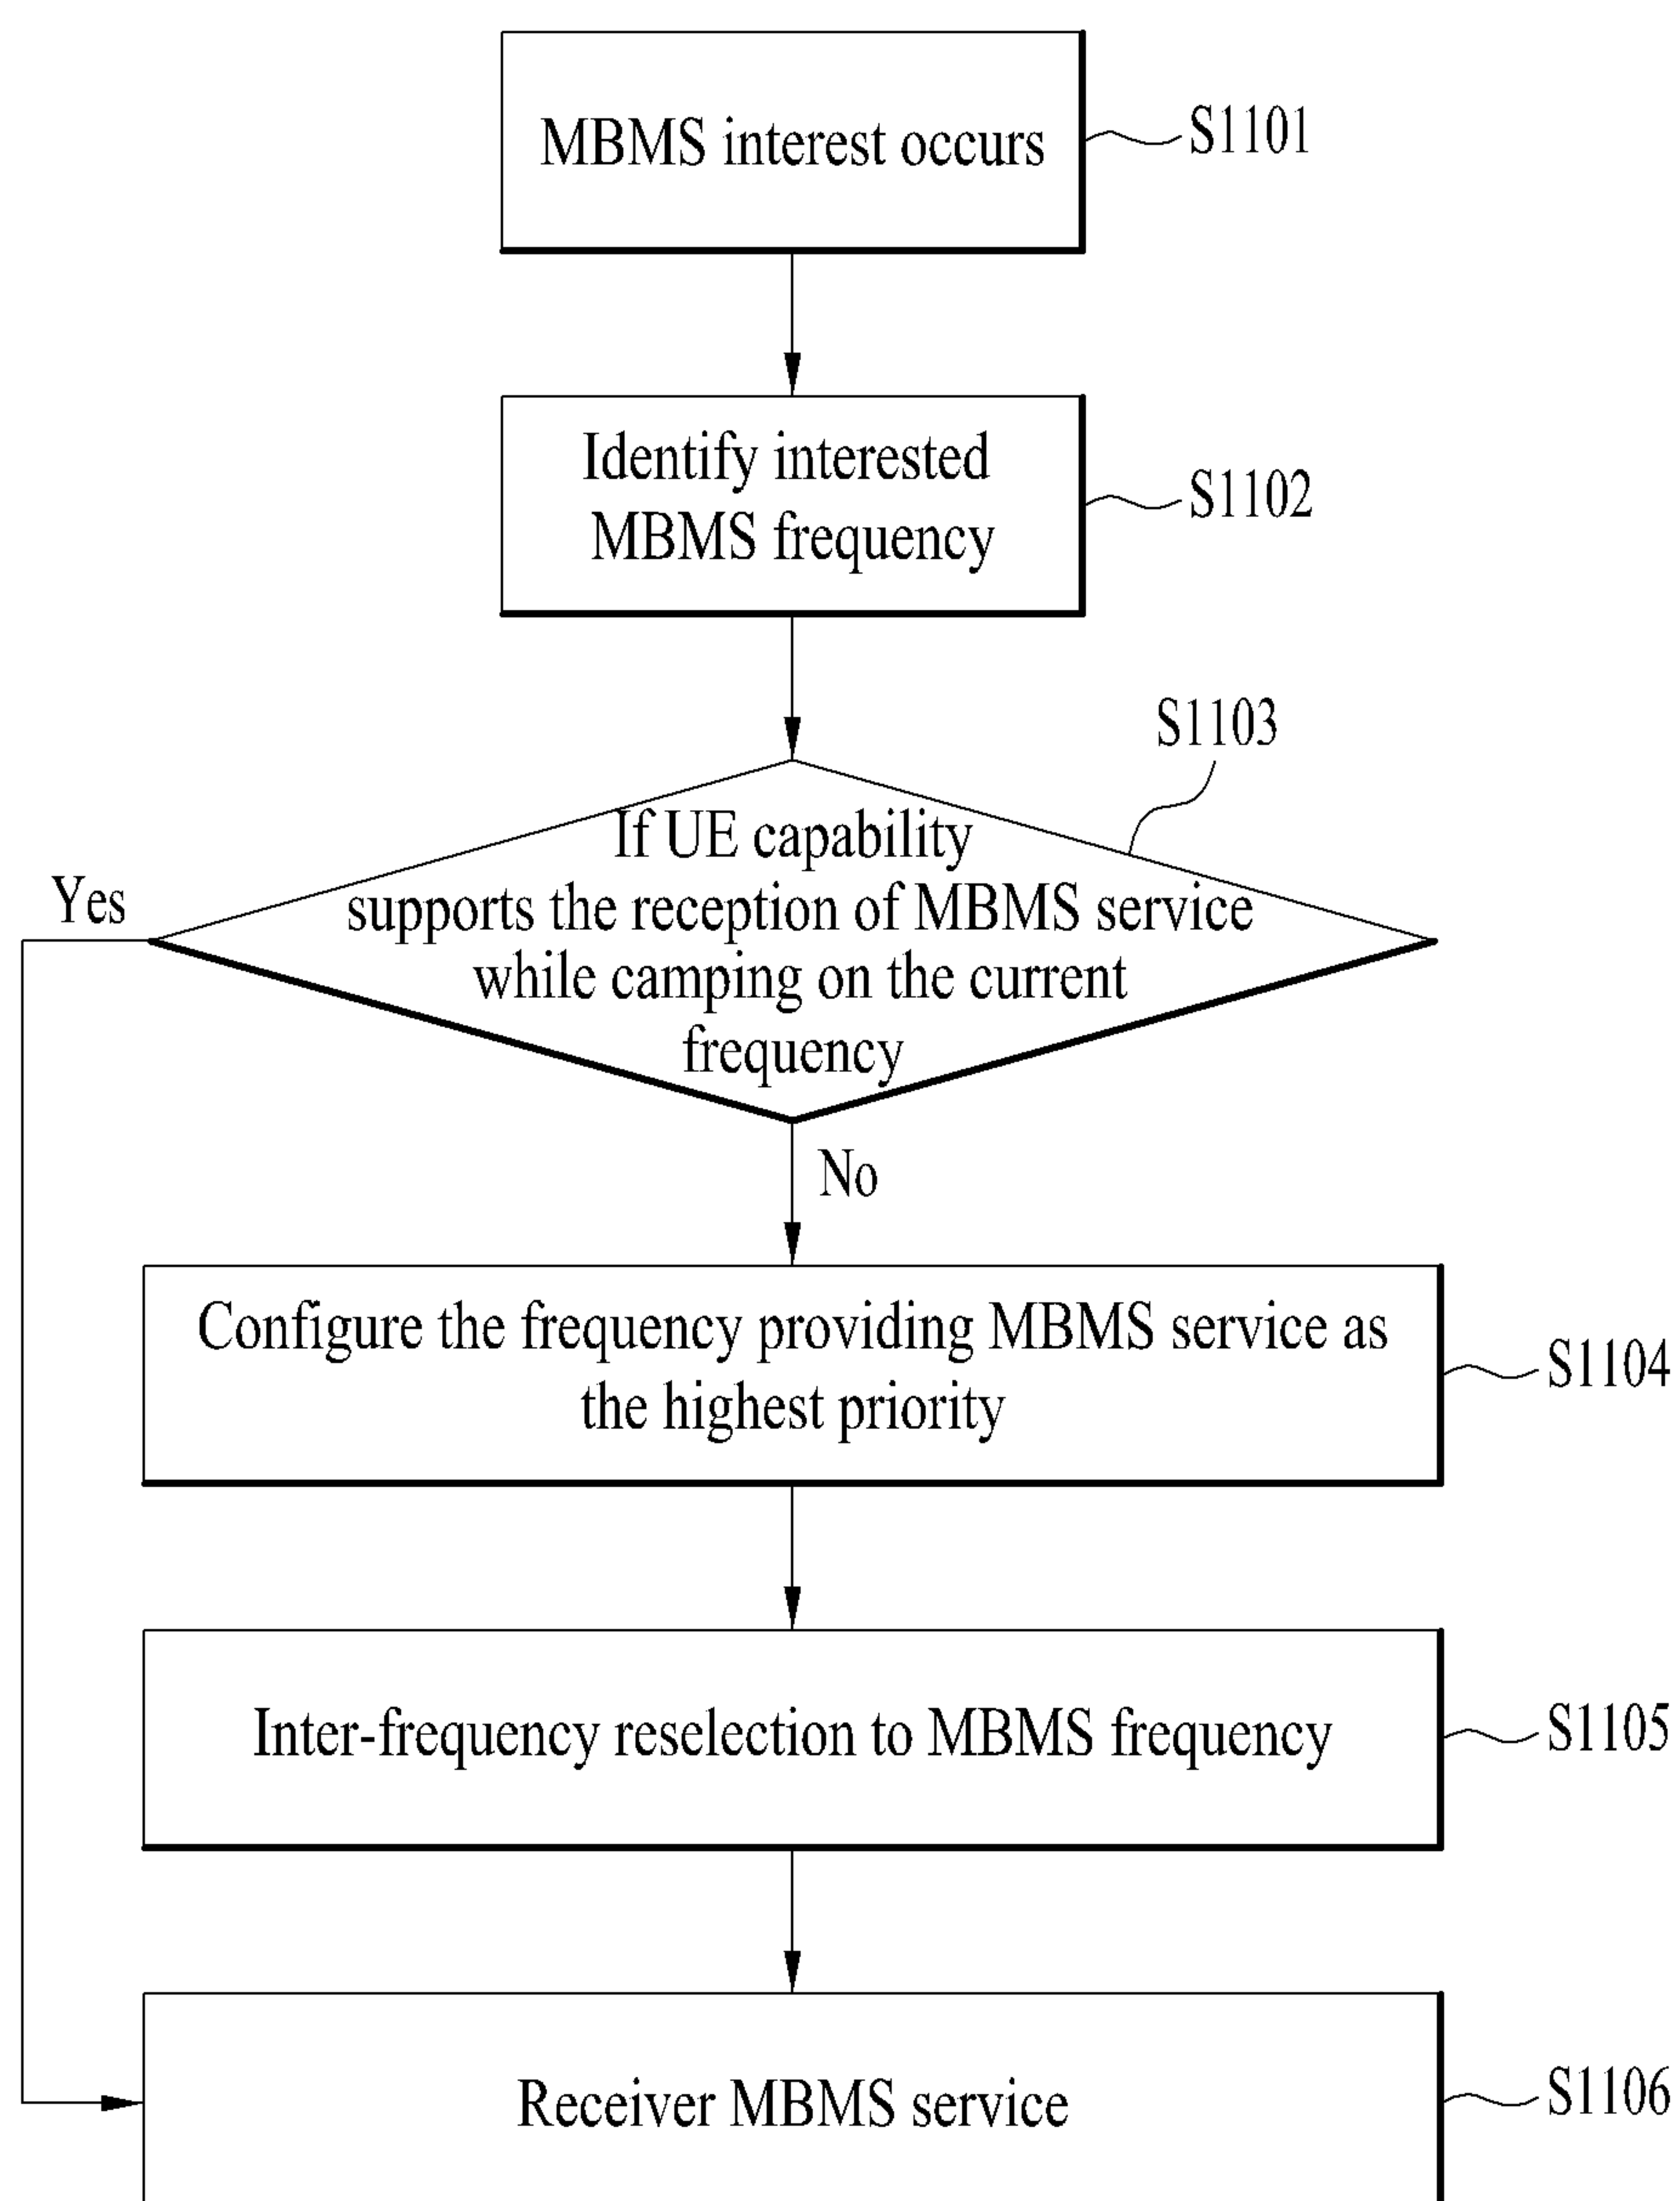 MBMS interest occurs
S1101
Identify interested
MBMS frequency
S1102
S1103
If UE capability
supports the reception of MBMS service
while camping on the current
frequency
Yes
No
Configure the frequency providing MBMS service as
the highest priority
S1104
Inter-frequency reselection to MBMS frequency
S1105
Receiver MBMS service
S1106